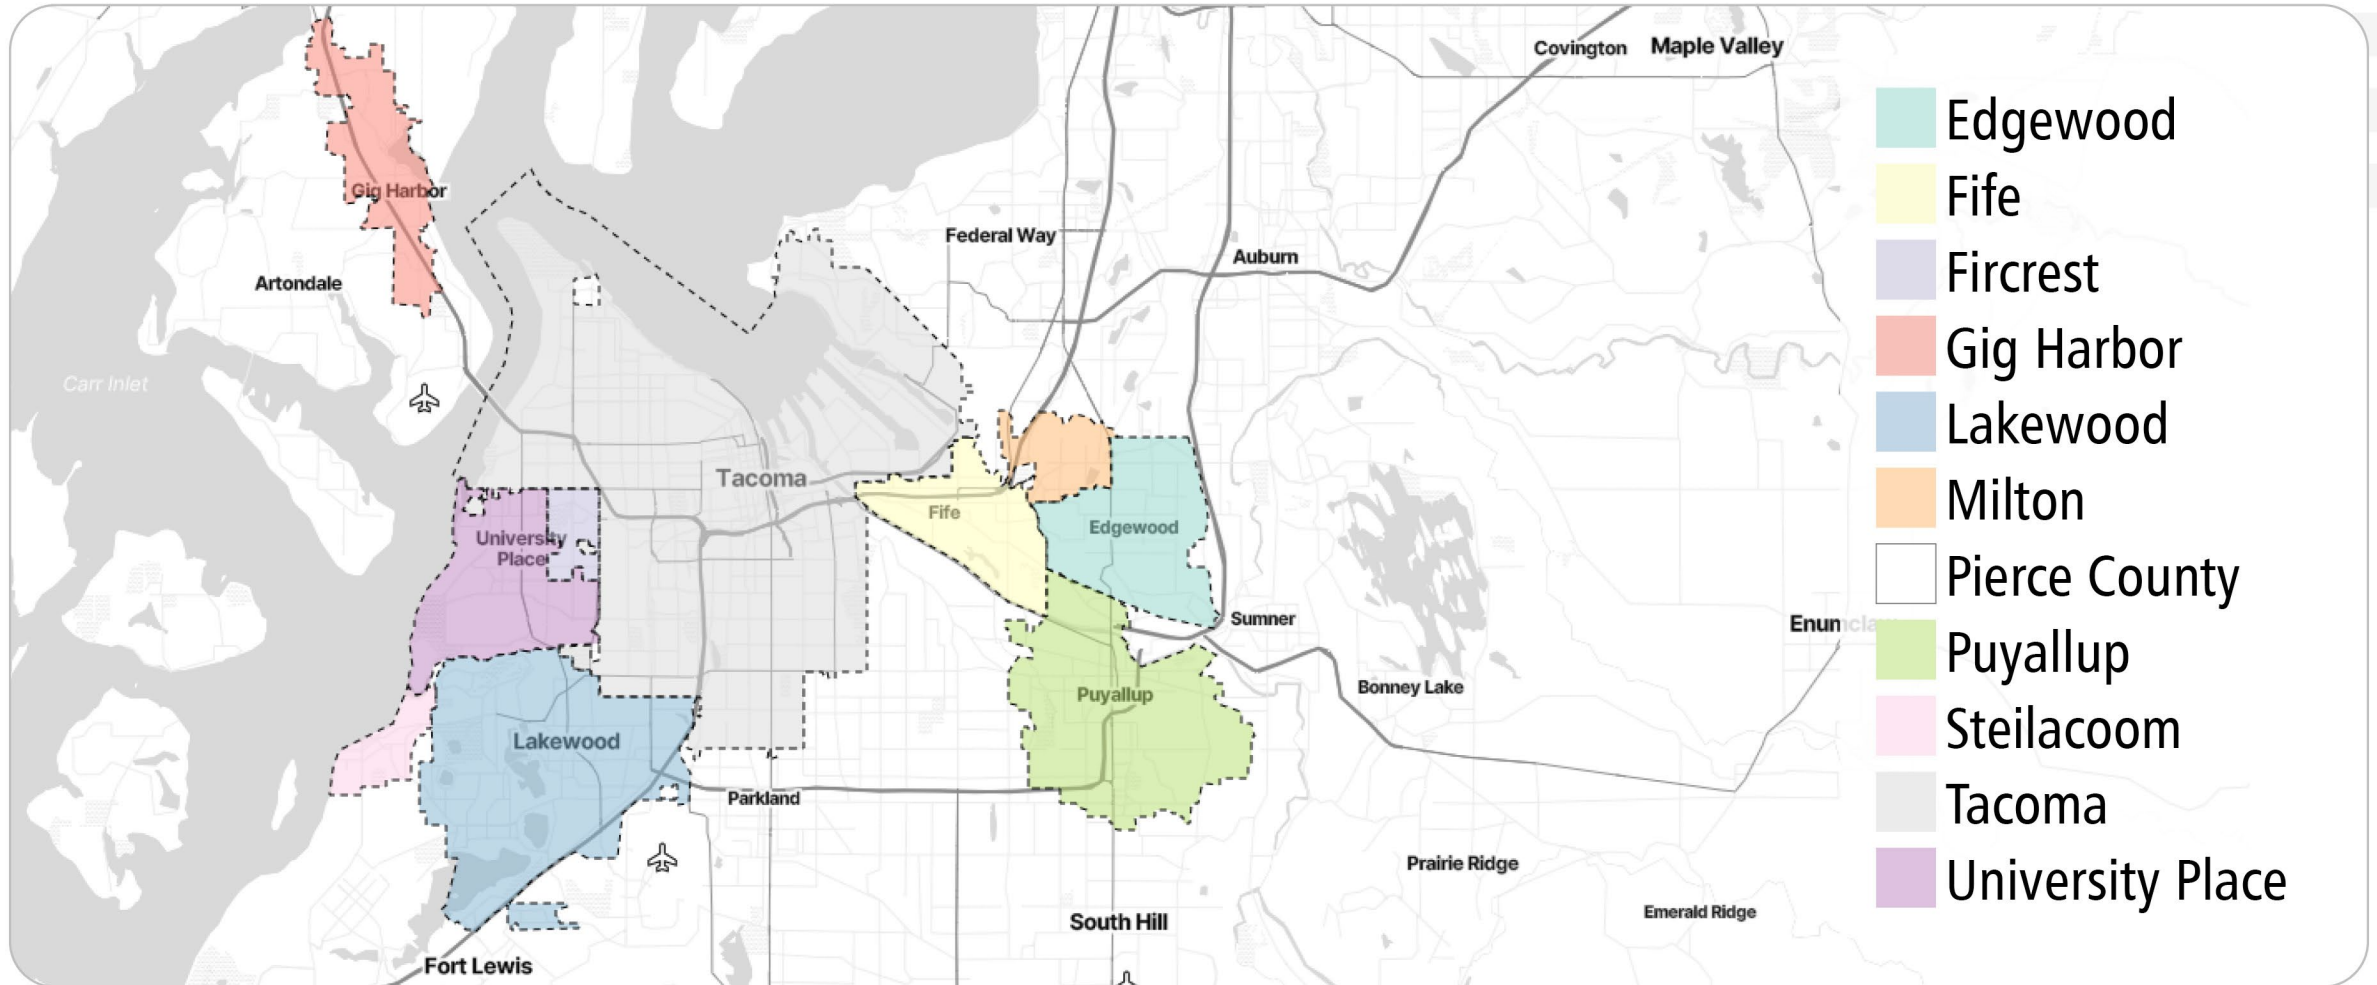 Covington
Maple Valley
Gig Harbor
Federal Way
Auburn
Artondale
Carr Inlet
Tacoma
Fife
Edgewood
University
Place
Sumner
Enumcla
Bonney Lake
Puyallup
Lakewood
Parkland
Prairie Ridge
Emerald Ridge
South Hill
Fort Lewis
Edgewood
Fife
Fircrest
Gig Harbor
Lakewood
Milton
Pierce County
Puyallup
Steilacoom
Tacoma
University Place